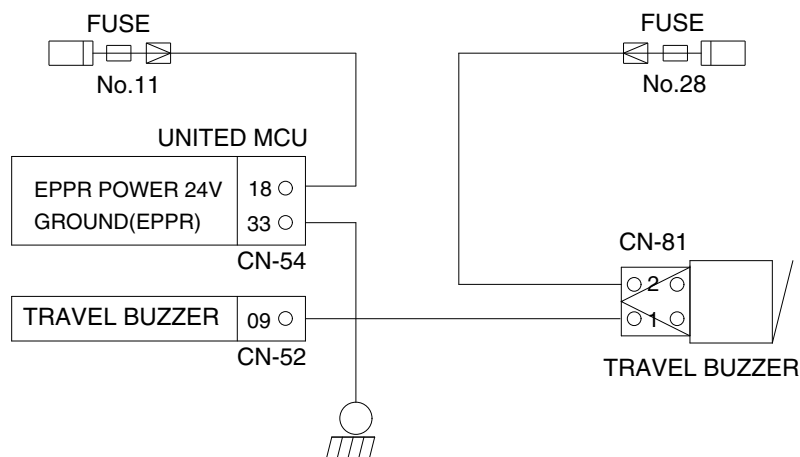 FUSE
FUSE
No.11
No.28
UNITED MCU
EPPR POWER 24V 18
GROUND(EPPR) 33
CN-54
CN-81
2
TRAVEL BUZZER 09
1
CN-52
TRAVEL BUZZER